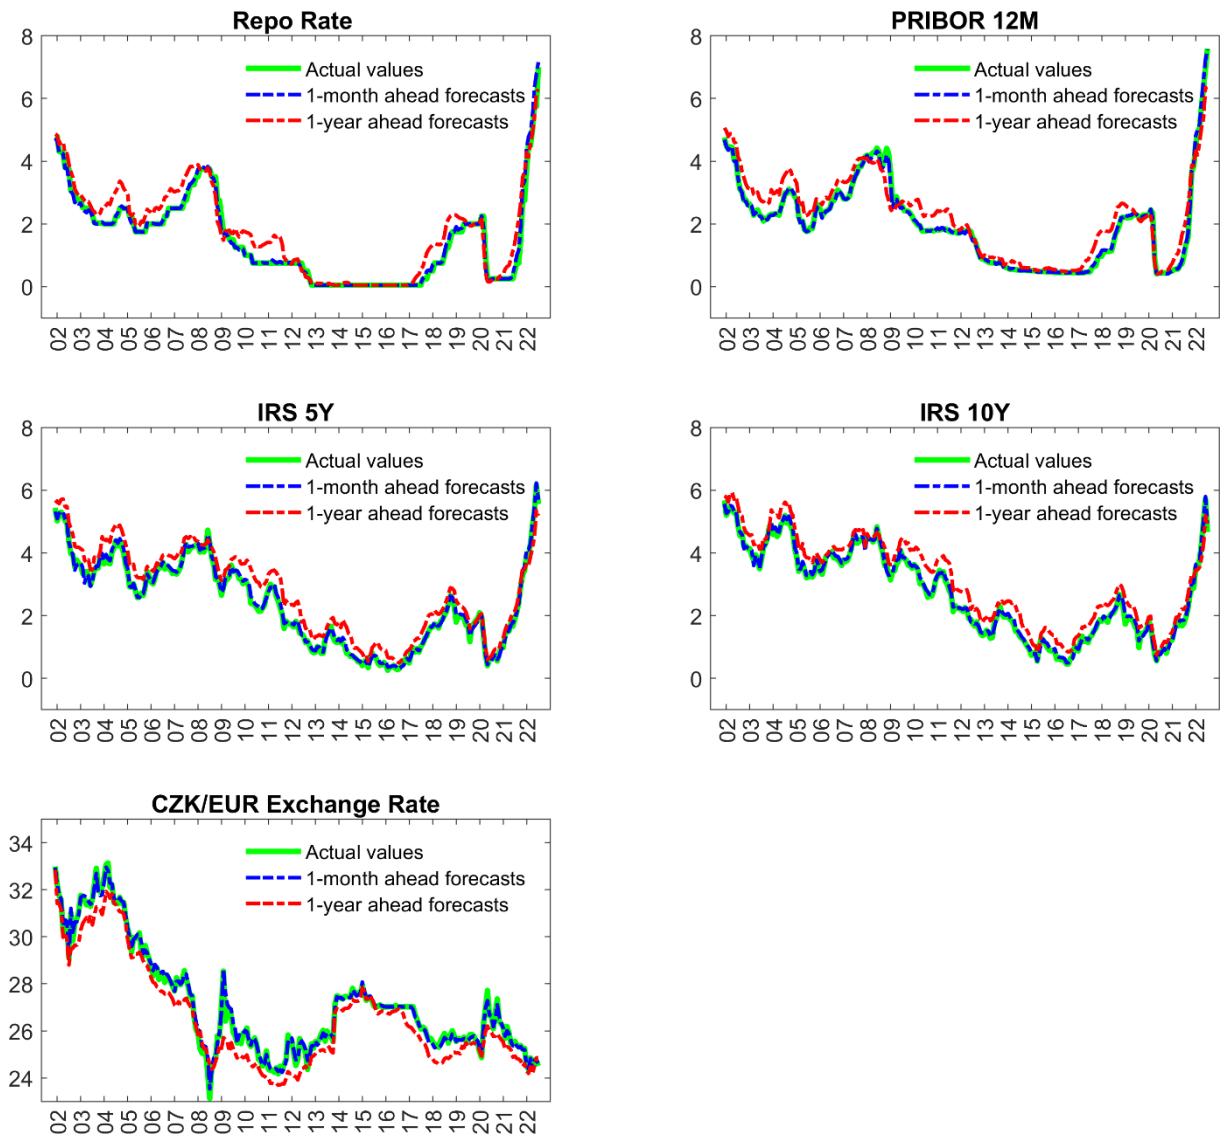 Repo Rate
8
6
4
2
0
Actual values
1-month ahead forecasts
1-year ahead forecasts
02 03 04 05 06 07 08 09 10 11 12 13 14 15 16 17 18 19 20 21 22
PRIBOR 12M
8
6
4
2
0
Actual values
1-month ahead forecasts
1-year ahead forecasts
02 03 04 05 06 07 08 09 10 11 12 13 14 15 16 17 18 19 20 21 22
IRS 5Y
8
6
4
2
0
Actual values
1-month ahead forecasts
1-year ahead forecasts
02 03 04 05 06 07 08 09 10 11 12 13 14 15 16 17 18 19 20 21 22
IRS 10Y
8
6
4
2
0
Actual values
1-month ahead forecasts
1-year ahead forecasts
02 03 04 05 06 07 08 09 10 11 12 13 14 15 16 17 18 19 20 21 22
CZK/EUR Exchange Rate
34
32
30
28
26
24
Actual values
1-month ahead forecasts
1-year ahead forecasts
02 03 04 05 06 07 08 09 10 11 12 13 14 15 16 17 18 19 20 21 22